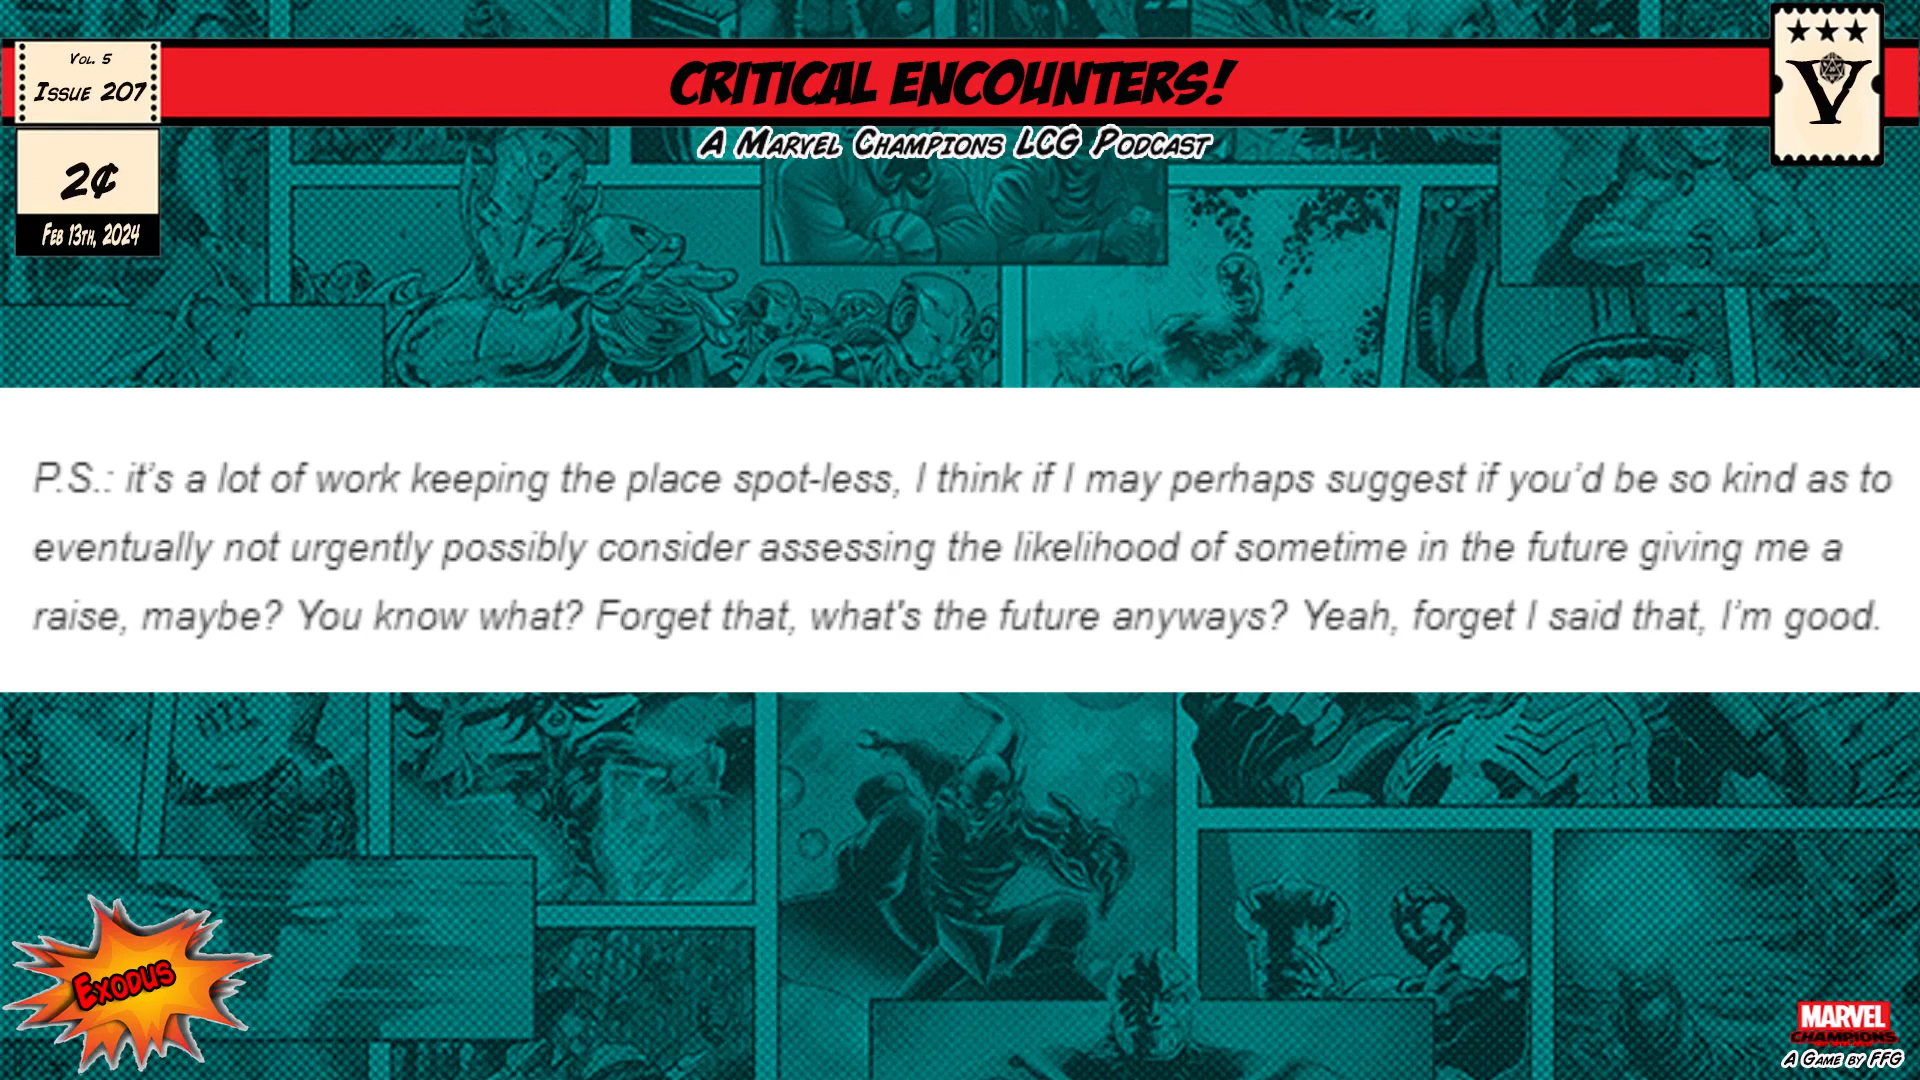 Vol. 5
Issue 207
CRITICAL ENCOUNTERS!
A Marvel Champions LCG Podcast
V
2¢
Feb 13th, 2024
P.S.: it's a lot of work keeping the place spot-less, I think if I may perhaps suggest if you'd be so kind as to
eventually not urgently possibly consider assessing the likelihood of sometime in the future giving me a
raise, maybe? You know what? Forget that, what's the future anyways? Yeah, forget I said that, I'm good.
Exodus
MARVEL
CHAMPIONS
A Game by FFG